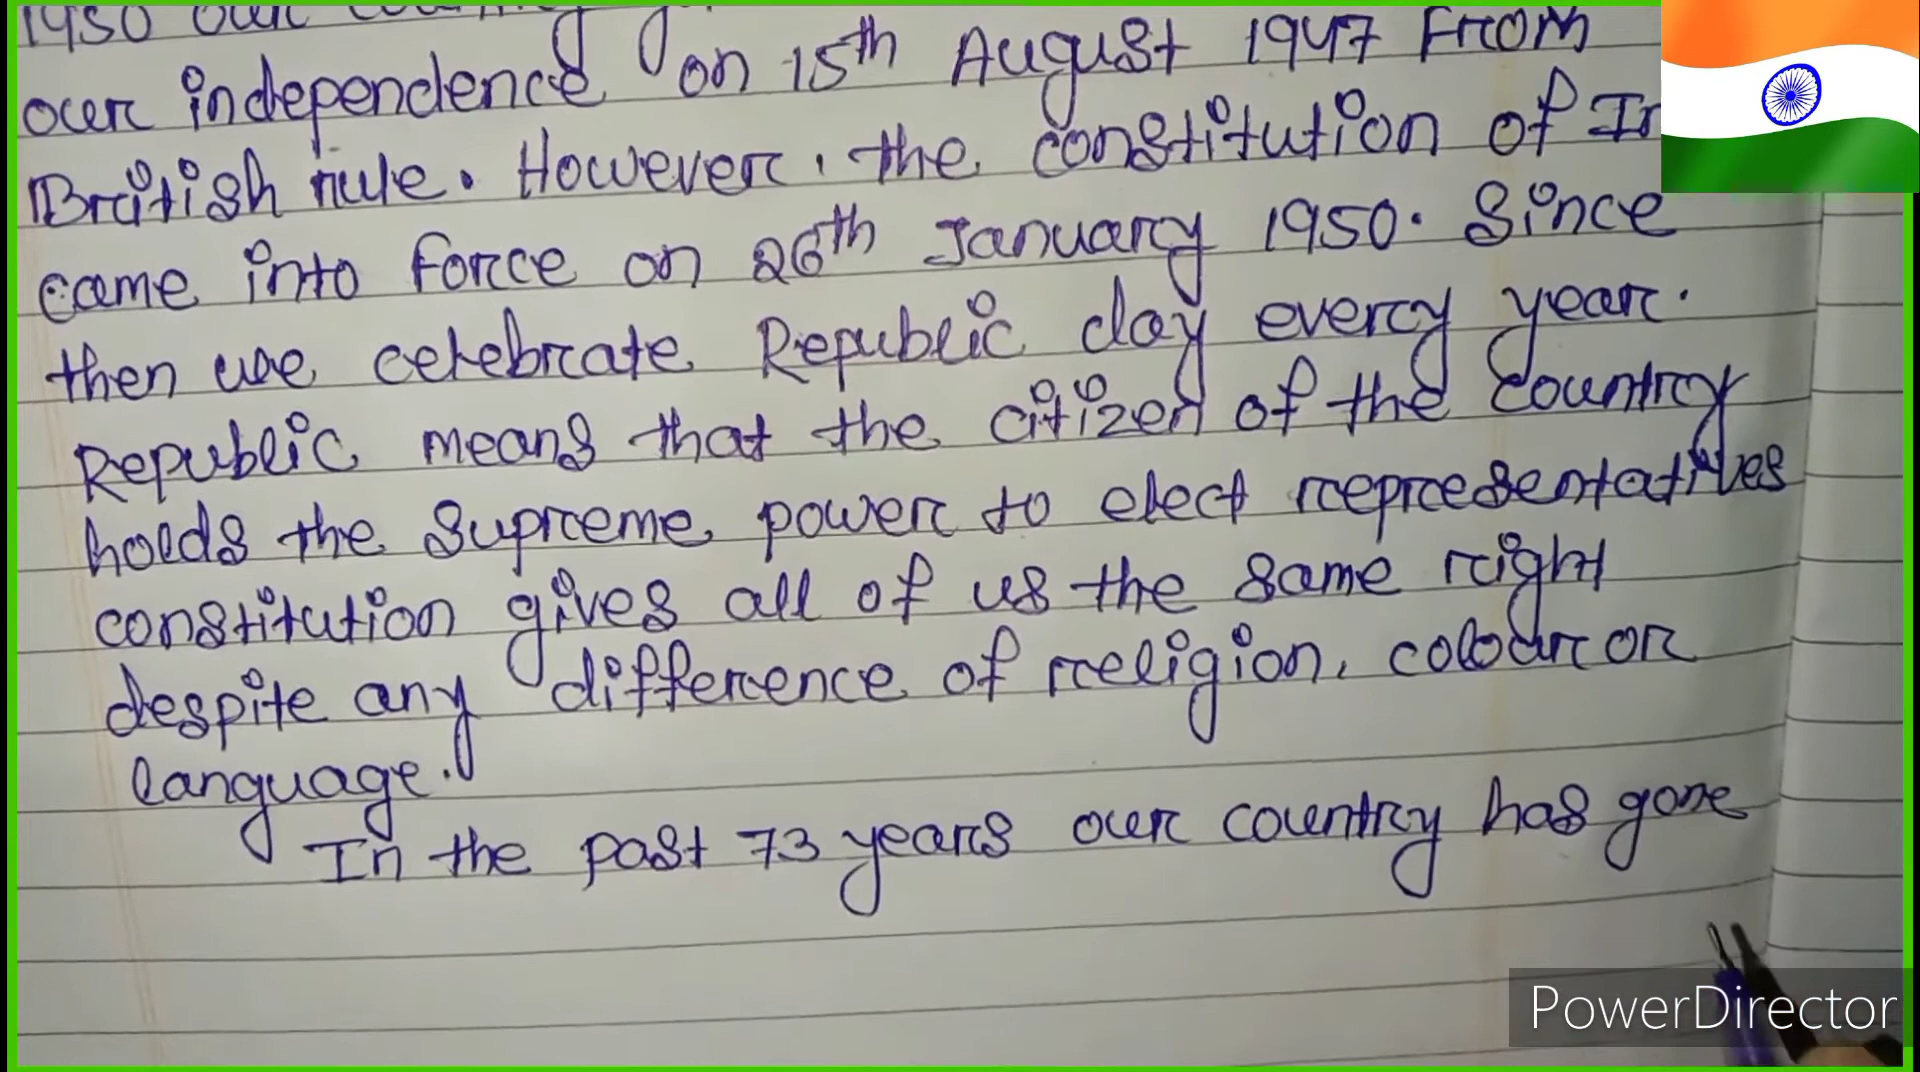 1950 our country
our independence on 15th August 1947 From
British rule. However, the constitution of
came into force on 26th January 1950. Since
then we celebrate Republic day every year.
Republic means that the citizen of the country
holds the supreme power to elect representatives
constitution gives all of us the same right
despite any difference of religion, colour or
language.
In the past 73 years our country has gone
PowerDirector